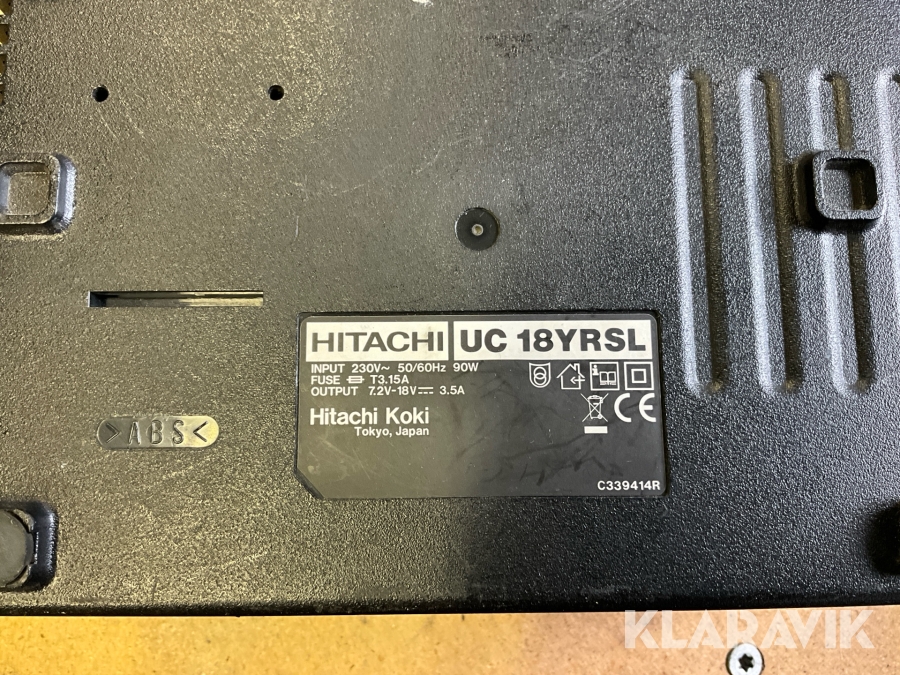 HITACHI UC 18YRSL
INPUT 230V~ 50/60Hz 90W
FUSE T3.15A
OUTPUT 7.2V-18V⎓ 3.5A
Hitachi Koki
Tokyo, Japan
CE
C339414R
>ABS<
KLARAVIK